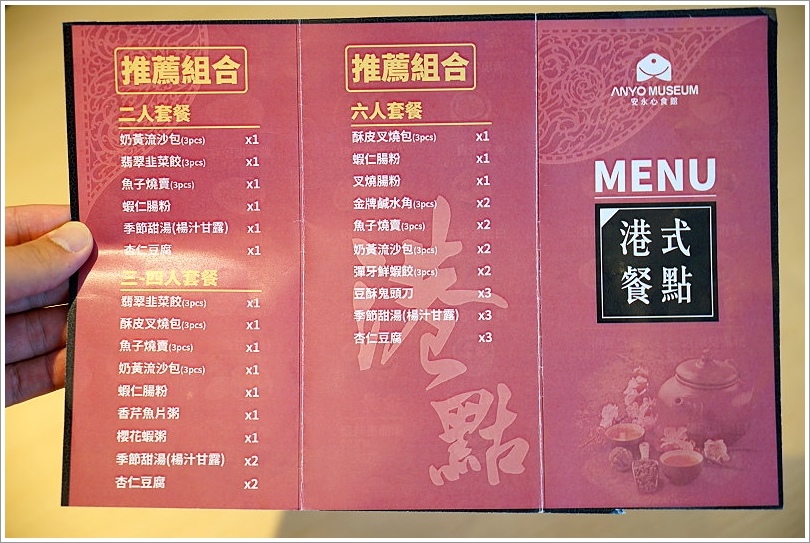 推薦組合
二人套餐
奶黃流沙包(3pcs) x1
翡翠韭菜餃(3pcs) x1
魚子燒賣(3pcs) x1
蝦仁腸粉 x1
季節甜湯(楊汁甘露) x1
杏仁豆腐 x1
三-四人套餐
翡翠韭菜餃(3pcs) x1
酥皮叉燒包(3pcs) x1
魚子燒賣(3pcs) x1
奶黃流沙包(3pcs) x1
蝦仁腸粉 x1
香芹魚片粥 x1
櫻花蝦粥 x1
季節甜湯(楊汁甘露) x2
杏仁豆腐 x2
推薦組合
六人套餐
酥皮叉燒包(3pcs) x1
蝦仁腸粉 x1
叉燒腸粉 x1
金牌鹹水角(3pcs) x2
魚子燒賣(3pcs) x2
奶黃流沙包(3pcs) x2
彈牙鮮蝦餃(3pcs) x2
豆酥鬼頭刀 x3
季節甜湯(楊汁甘露) x3
杏仁豆腐 x3
港點
ANYO MUSEUM
安永心食館
MENU
港式
餐點